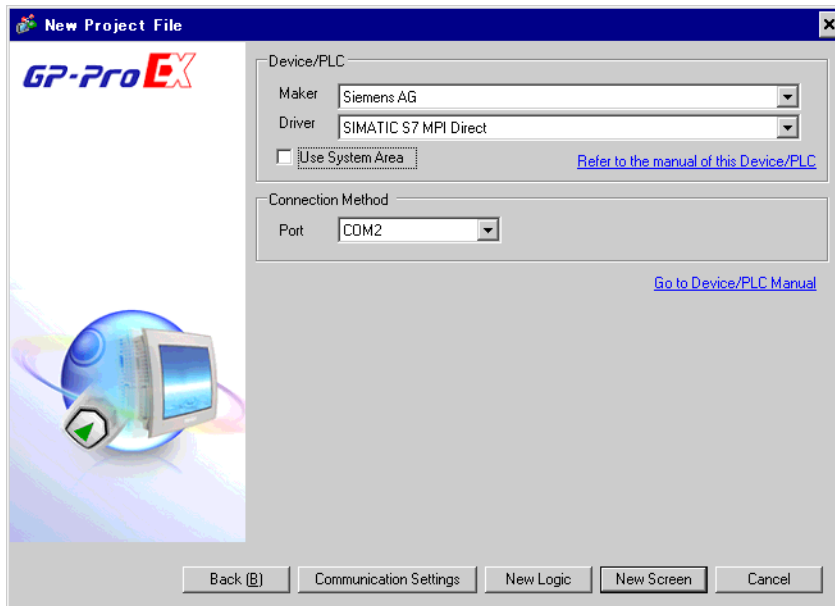 New Project File
GP-Pro EX
Device/PLC
Maker Siemens AG
Driver SIMATIC S7 MPI Direct
Use System Area Refer to the manual of this Device/PLC
Connection Method
Port COM2
Go to Device/PLC Manual
Back (B) Communication Settings New Logic New Screen Cancel